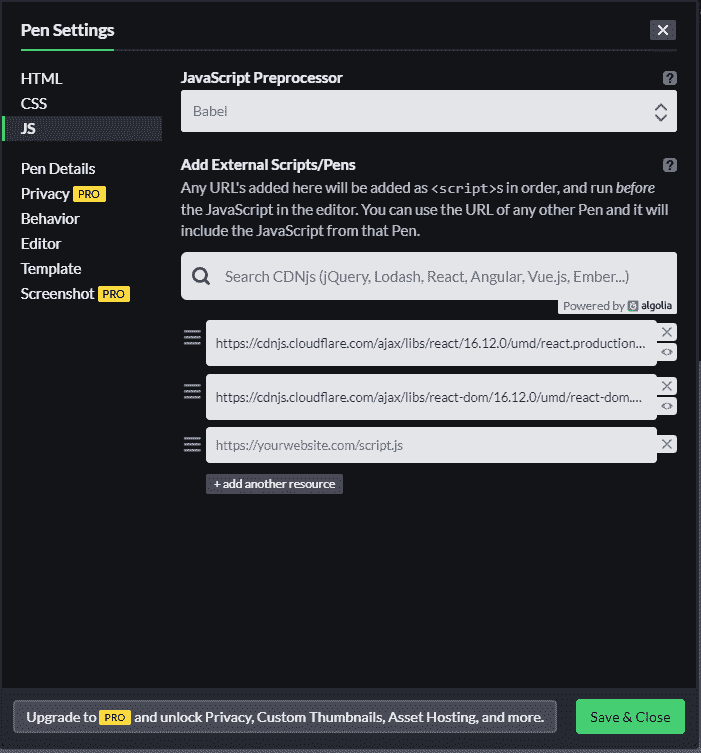 Pen Settings
HTML
CSS
JS
Pen Details
Privacy PRO
Behavior
Editor
Template
Screenshot PRO
JavaScript Preprocessor ?
Babel
Add External Scripts/Pens ?
Any URL's added here will be added as <script>s in order, and run before
the JavaScript in the editor. You can use the URL of any other Pen and it will
include the JavaScript from that Pen.
Search CDNjs (jQuery, Lodash, React, Angular, Vue.js, Ember...)
Powered by algolia
https://cdnjs.cloudflare.com/ajax/libs/react/16.12.0/umd/react.production...
https://cdnjs.cloudflare.com/ajax/libs/react-dom/16.12.0/umd/react-dom....
https://yourwebsite.com/script.js
+ add another resource
Upgrade to PRO and unlock Privacy, Custom Thumbnails, Asset Hosting, and more.
Save & Close